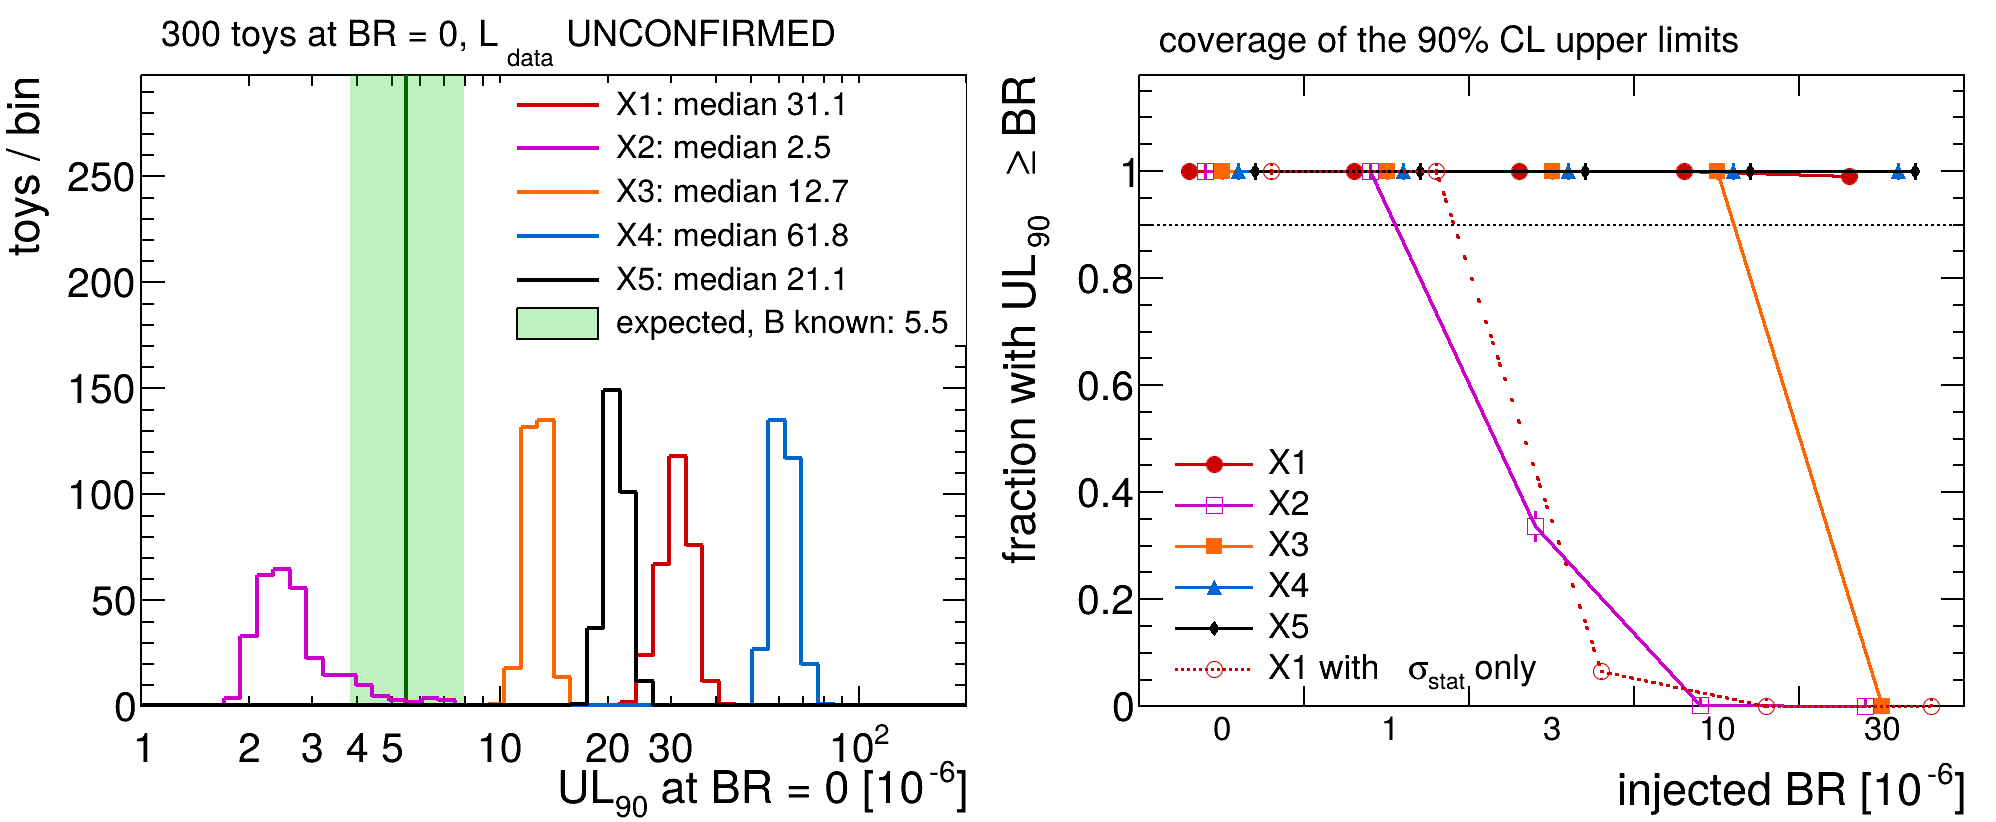 300 toys at BR = 0, L data UNCONFIRMED
toys / bin
250
200
150
100
50
0
X1: median 31.1
X2: median 2.5
X3: median 12.7
X4: median 61.8
X5: median 21.1
expected, B known: 5.5
1 2 3 4 5 10 20 30 10²
UL90 at BR = 0 [10⁻⁶]
coverage of the 90% CL upper limits
fraction with UL90 ≥ BR
1
0.8
0.6
0.4
0.2
0
X1
X2
X3
X4
X5
X1 with σstat only
0 1 3 10 30
injected BR [10⁻⁶]